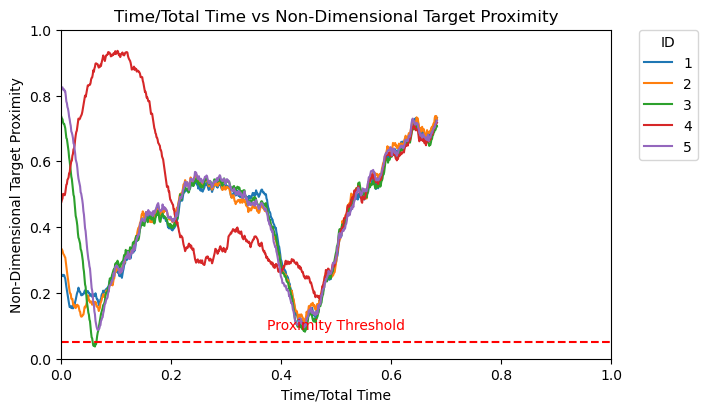 Time/Total Time vs Non-Dimensional Target Proximity
ID
1
2
3
4
5
Non-Dimensional Target Proximity
1.0
0.8
0.6
0.4
0.2
0.0
Proximity Threshold
0.0 0.2 0.4 0.6 0.8 1.0
Time/Total Time